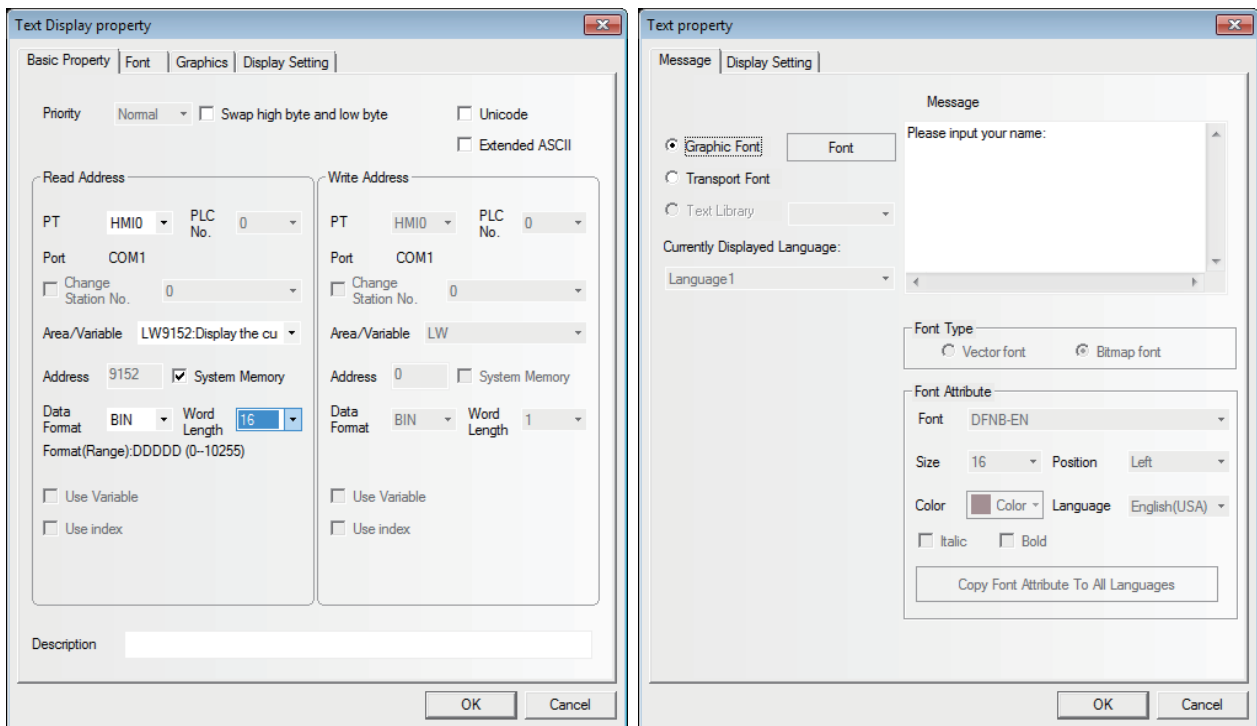 Text Display property
Basic Property Font Graphics Display Setting
Priority Normal Swap high byte and low byte Unicode
Extended ASCII
Read Address
PT HMI0 PLC No. 0
Port COM1
Change Station No. 0
Area/Variable LW9152:Display the cu
Address 9152 System Memory
Data Format BIN Word Length 16
Format(Range):DDDDD (0--10255)
Use Variable
Use index
Write Address
PT HMI0 PLC No. 0
Port COM1
Change Station No. 0
Area/Variable LW
Address 0 System Memory
Data Format BIN Word Length 1
Use Variable
Use index
Description
OK Cancel
Text property
Message Display Setting
Graphic Font Font
Transport Font
Text Library
Currently Displayed Language:
Language1
Message
Please input your name:
Font Type
Vector font Bitmap font
Font Attribute
Font DFNB-EN
Size 16 Position Left
Color Color Language English(USA)
Italic Bold
Copy Font Attribute To All Languages
OK Cancel